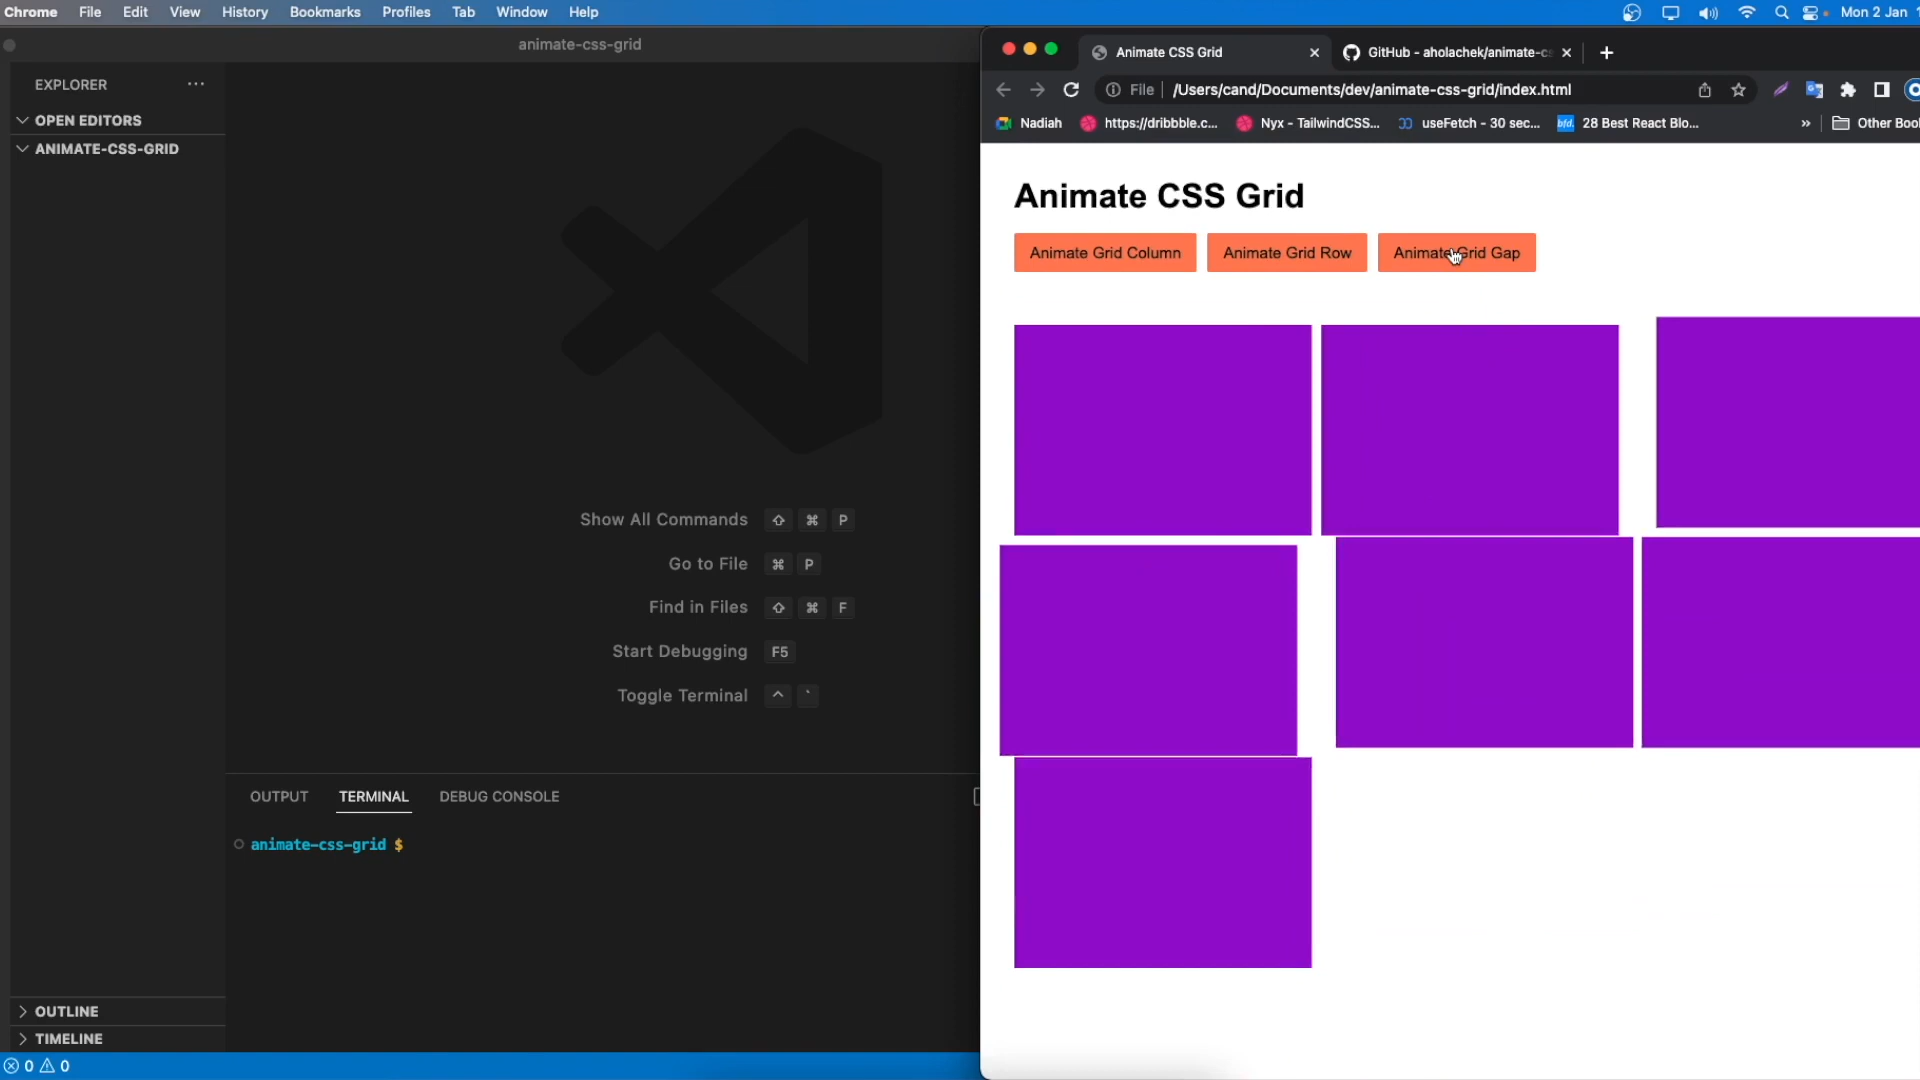 Chrome File Edit View History Bookmarks Profiles Tab Window Help Mon 2 Jan
animate-css-grid
EXPLORER ···
OPEN EDITORS
ANIMATE-CSS-GRID
Show All Commands ⇧ ⌘ P
Go to File ⌘ P
Find in Files ⇧ ⌘ F
Start Debugging F5
Toggle Terminal ^ `
OUTPUT TERMINAL DEBUG CONSOLE
animate-css-grid $
OUTLINE
TIMELINE
0 0
Animate CSS Grid GitHub - aholachek/animate-cs
File /Users/cand/Documents/dev/animate-css-grid/index.html
Nadiah https://dribbble.c... Nyx - TailwindCSS... useFetch - 30 sec... bfd. 28 Best React Blo... » Other Book
Animate CSS Grid
Animate Grid Column Animate Grid Row Animate Grid Gap